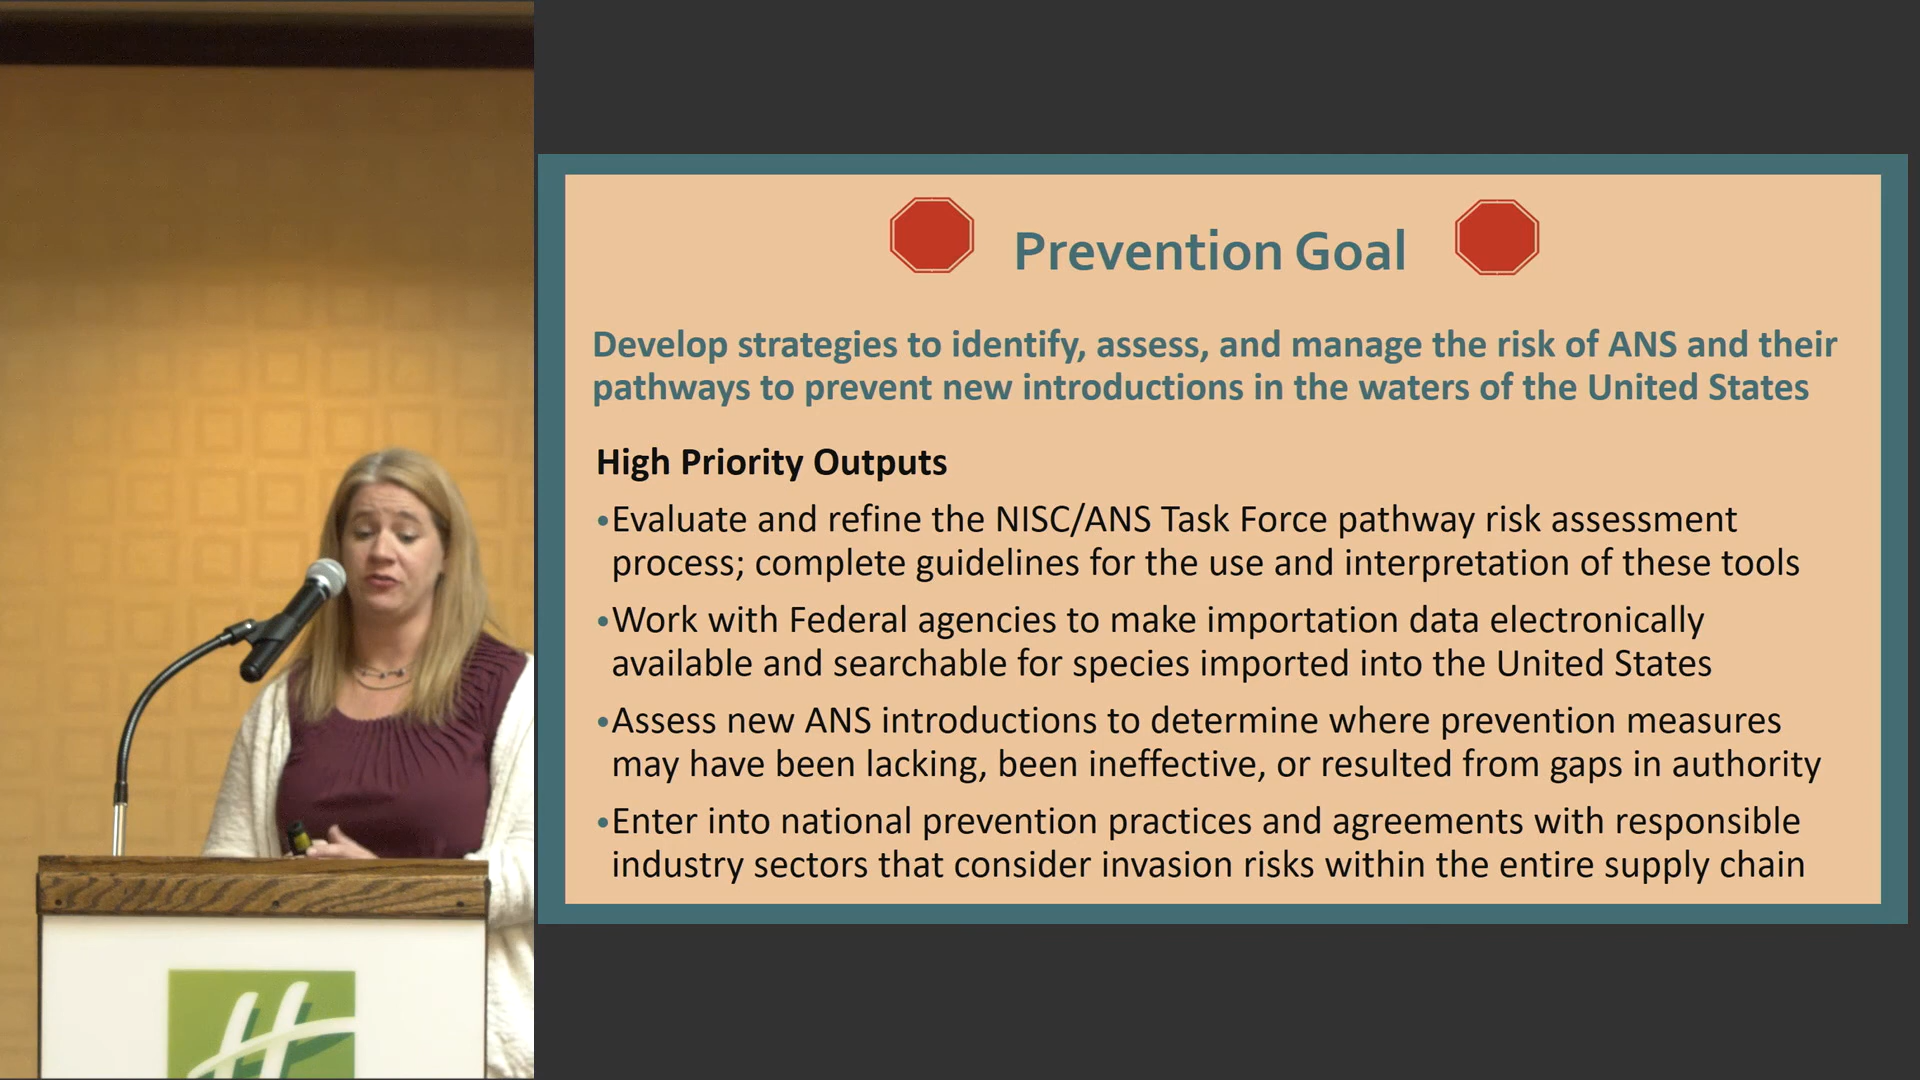 Prevention Goal
Develop strategies to identify, assess, and manage the risk of ANS and their
pathways to prevent new introductions in the waters of the United States
High Priority Outputs
•Evaluate and refine the NISC/ANS Task Force pathway risk assessment
process; complete guidelines for the use and interpretation of these tools
•Work with Federal agencies to make importation data electronically
available and searchable for species imported into the United States
•Assess new ANS introductions to determine where prevention measures
may have been lacking, been ineffective, or resulted from gaps in authority
•Enter into national prevention practices and agreements with responsible
industry sectors that consider invasion risks within the entire supply chain
H